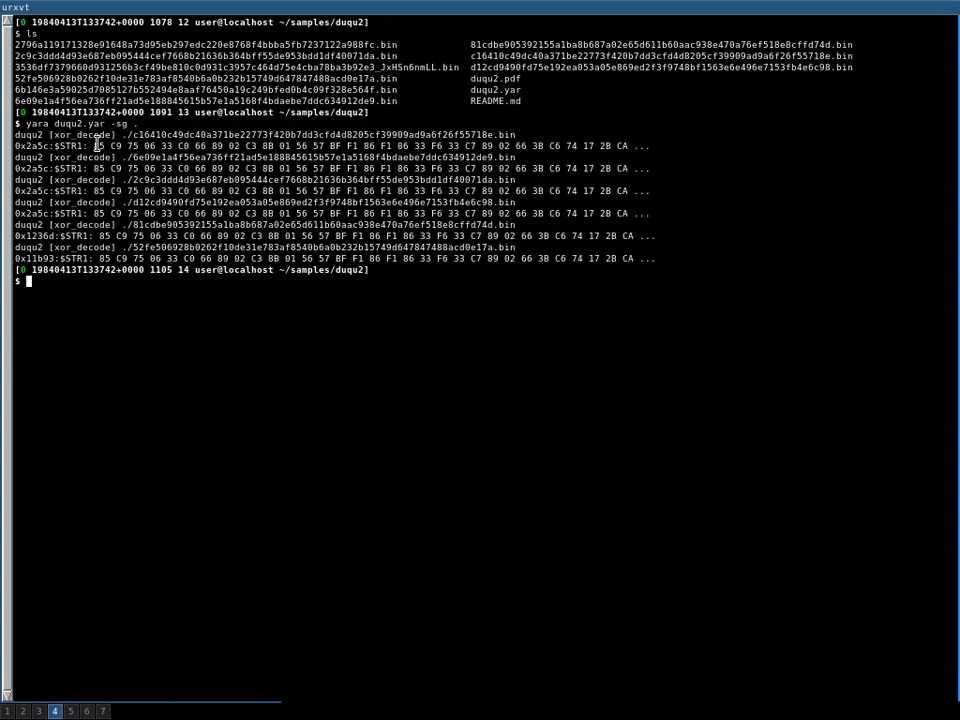 urxvt
[0 19840413T133742+0000 1078 12 user@localhost ~/samples/duqu2]
$ ls
2796a119171328e91648a73d95eb297edc220e8768f4bbba5fb7237122a988fc.bin 81cdbe905392155a1ba8b687a02e65d611b60aac938e470a76ef518e8cffd74d.bin
2c9c3ddd4d93e687eb095444cef7668b21636b364bff55de953bdd1df40071da.bin c16410c49dc40a371be22773f420b7dd3cfd4d8205cf39909ad9a6f26f55718e.bin
3536df7379660d931256b3cf49be810c0d931c3957c464d75e4cba78ba3b92e3_JxHSn6nmLL.bin d12cd9490fd75e192ea053a05e869ed2f3f9748bf1563e6e496e7153fb4e6c98.bin
52fe506928b0262f10de31e783af8540b6a0b232b15749d647847488acd0e17a.bin duqu2.pdf
6b146e3a59025d7085127b552494e8aaf76450a19c249bfed0b4c09f328e564f.bin duqu2.yar
6e09e1a4f56ea736ff21ad5e188845615b57e1a5168f4bdaebe7ddc634912de9.bin README.md
[0 19840413T133742+0000 1091 13 user@localhost ~/samples/duqu2]
$ yara duqu2.yar -sg .
duqu2 [xor_decode] ./c16410c49dc40a371be22773f420b7dd3cfd4d8205cf39909ad9a6f26f55718e.bin
0x2a5c:$STR1: 85 C9 75 06 33 C0 66 89 02 C3 8B 01 56 57 BF F1 86 F1 86 33 F6 33 C7 89 02 66 3B C6 74 17 2B CA ...
duqu2 [xor_decode] ./6e09e1a4f56ea736ff21ad5e188845615b57e1a5168f4bdaebe7ddc634912de9.bin
0x2a5c:$STR1: 85 C9 75 06 33 C0 66 89 02 C3 8B 01 56 57 BF F1 86 F1 86 33 F6 33 C7 89 02 66 3B C6 74 17 2B CA ...
duqu2 [xor_decode] ./2c9c3ddd4d93e687eb095444cef7668b21636b364bff55de953bdd1df40071da.bin
0x2a5c:$STR1: 85 C9 75 06 33 C0 66 89 02 C3 8B 01 56 57 BF F1 86 F1 86 33 F6 33 C7 89 02 66 3B C6 74 17 2B CA ...
duqu2 [xor_decode] ./d12cd9490fd75e192ea053a05e869ed2f3f9748bf1563e6e496e7153fb4e6c98.bin
0x2a5c:$STR1: 85 C9 75 06 33 C0 66 89 02 C3 8B 01 56 57 BF F1 86 F1 86 33 F6 33 C7 89 02 66 3B C6 74 17 2B CA ...
duqu2 [xor_decode] ./81cdbe905392155a1ba8b687a02e65d611b60aac938e470a76ef518e8cffd74d.bin
0x1236d:$STR1: 85 C9 75 06 33 C0 66 89 02 C3 8B 01 56 57 BF F1 86 F1 86 33 F6 33 C7 89 02 66 3B C6 74 17 2B CA ...
duqu2 [xor_decode] ./52fe506928b0262f10de31e783af8540b6a0b232b15749d647847488acd0e17a.bin
0x11b93:$STR1: 85 C9 75 06 33 C0 66 89 02 C3 8B 01 56 57 BF F1 86 F1 86 33 F6 33 C7 89 02 66 3B C6 74 17 2B CA ...
[0 19840413T133742+0000 1105 14 user@localhost ~/samples/duqu2]
$
1 2 3 4 5 6 7